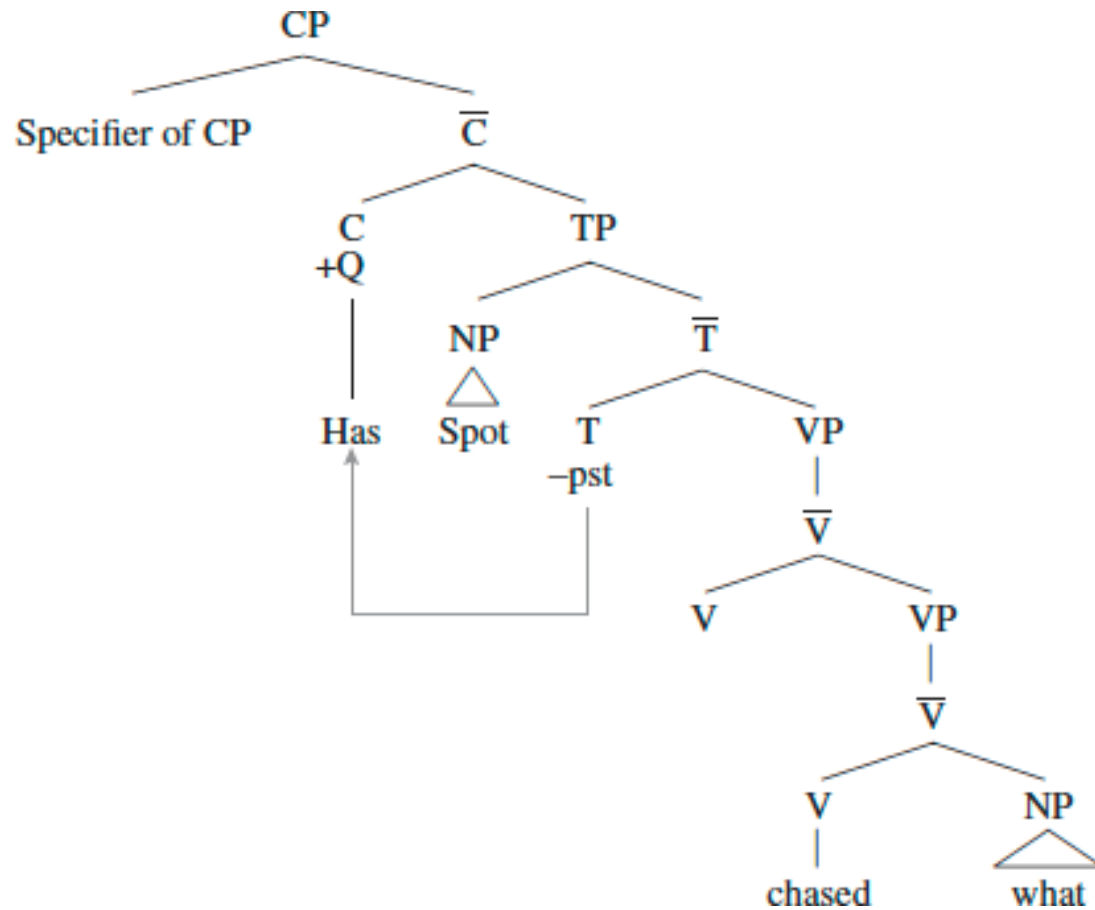 CP
Specifier of CP C̅
C TP
+Q
NP T̅
Has Spot T VP
–pst
V̅
V VP
V̅
V NP
chased what